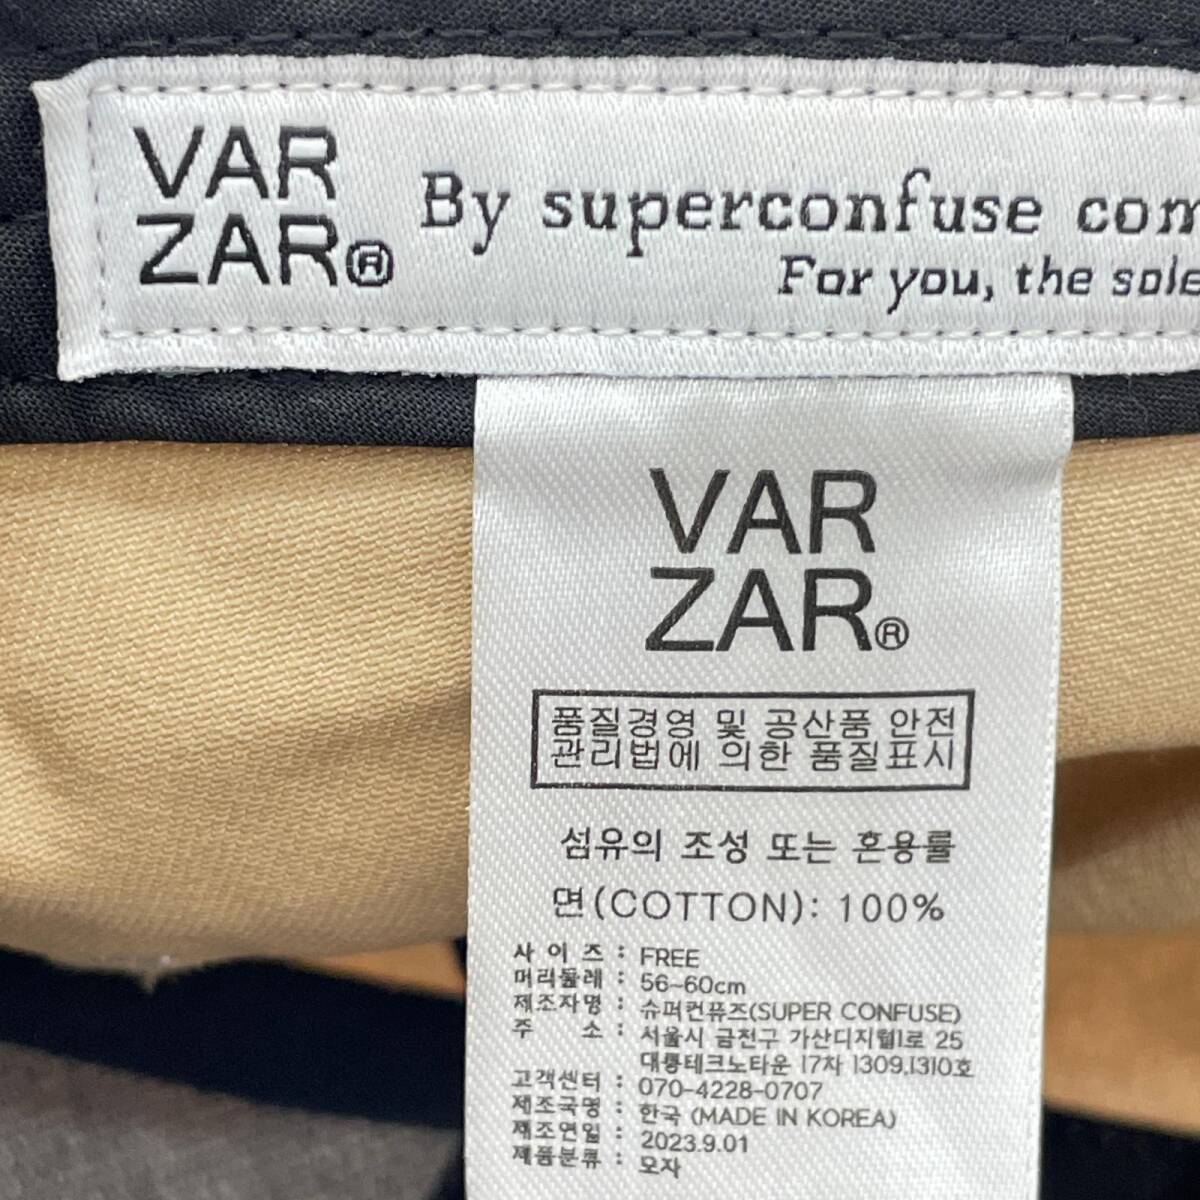 VAR
ZAR®
By superconfuse
For you, the
VAR
ZAR®
품질경영 및 공산품 안전
관리법에 의한 품질표시
섬유의 조성 또는 혼용률
면(COTTON): 100%
사이즈 : FREE
머리둘레 : 56~60cm
제조자명 : 슈퍼컨퓨즈(SUPER CONFUSE)
주 소 : 서울시 금천구 가산디지털1로 25
대륭테크노타운 17차 1309,1310호
고객센터 : 070-4228-0707
제조국명 : 한국 (MADE IN KOREA)
제조연일 : 2023.9.01
제품분류 : 모자